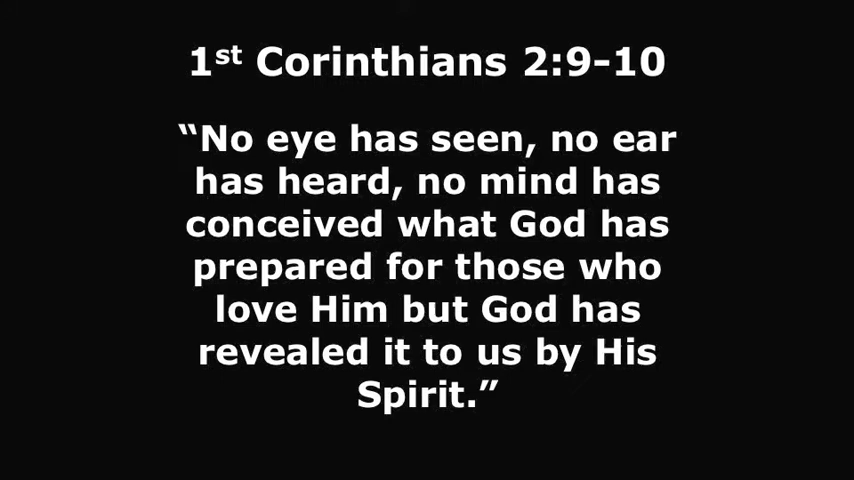 1st Corinthians 2:9-10
“No eye has seen, no ear
has heard, no mind has
conceived what God has
prepared for those who
love Him but God has
revealed it to us by His
Spirit.”